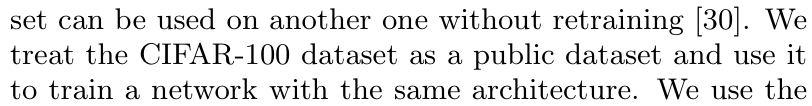 set can be used on another one without retraining [30]. We
treat the CIFAR-100 dataset as a public dataset and use it
to train a network with the same architecture. We use the